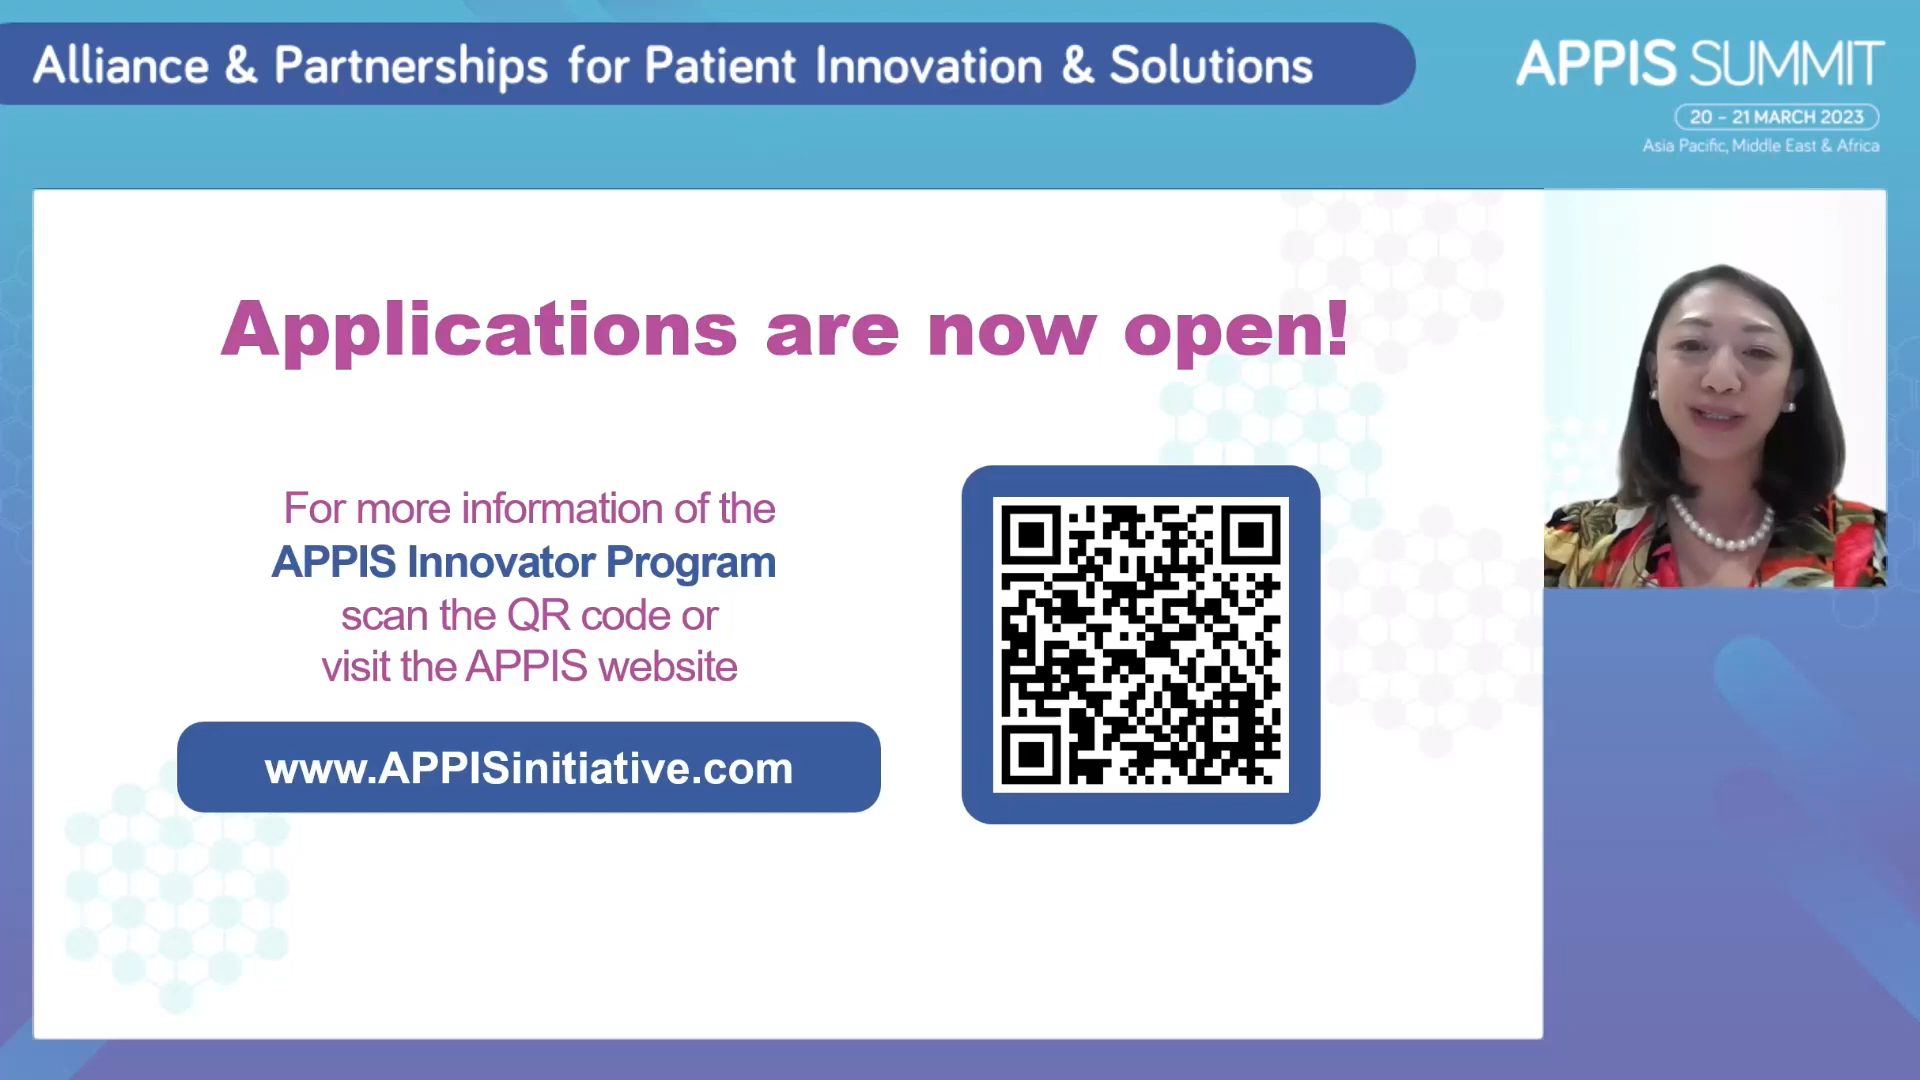 Alliance & Partnerships for Patient Innovation & Solutions
APPIS SUMMIT
20 – 21 MARCH 2023
Asia Pacific, Middle East & Africa
Applications are now open!
For more information of the
APPIS Innovator Program
scan the QR code or
visit the APPIS website
www.APPISinitiative.com